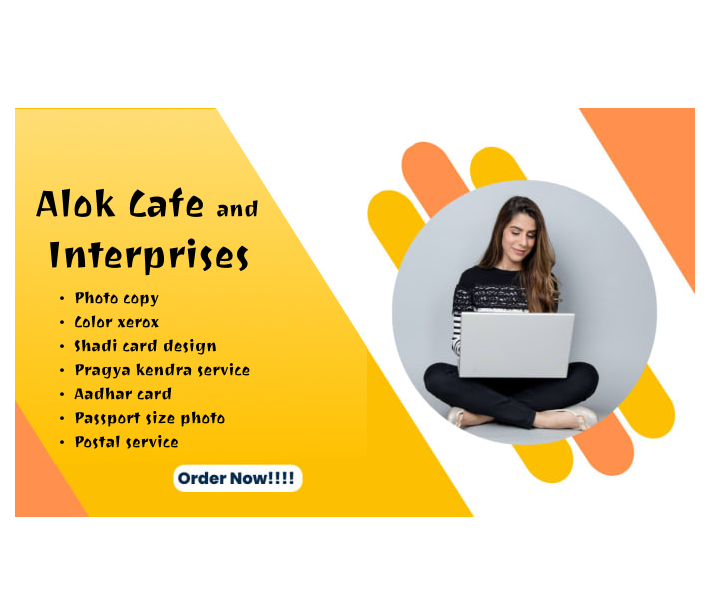 Alok Cafe and
Interprises
• Photo copy
• Color xerox
• Shadi card design
• Pragya kendra service
• Aadhar card
• Passport size photo
• Postal service
Order Now!!!!